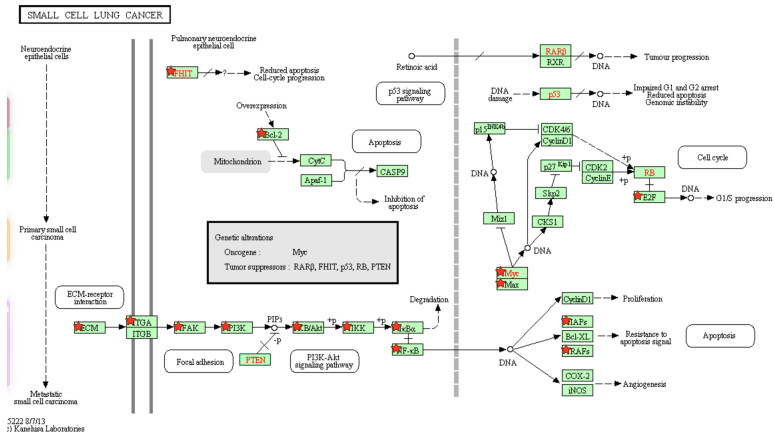 SMALL CELL LUNG CANCER
Neuroendocrine
epithelial cells
Pulmonary neuroendocrine
epithelial cell
FHIT
?
Reduced apoptosis
Cell-cycle progression
Retinoic acid
RARβ
RXR
DNA
Tumour progression
p53 signaling
pathway
DNA
damage
p53
DNA
Impaired G1 and G2 arrest
Reduced apoptosis
Genomic instability
Overexpression
Bcl-2
Mitochondrion
CytC
Apaf-1
CASP9
Apoptosis
Inhibition of
apoptosis
p15INK4b
CDK4/6
CyclinD1
p27Kip1
CDK2
CyclinE
+p
+p
RB
E2F
Cell cycle
DNA
G1/S progression
DNA
Skp2
Miz1
CKS1
DNA
Myc
Max
Primary small cell
carcinoma
Genetic alterations
Oncogene : Myc
Tumor suppressors : RARβ, FHIT, p53, RB, PTEN
ECM-receptor
interaction
ECM
ITGA
ITGB
FAK
PI3K
PIP3
-p
PTEN
PKB/Akt
+p
IKK
+p
IκBα
NF-κB
Degradation
Focal adhesion
PI3K-Akt
signaling pathway
DNA
CyclinD1
Proliferation
IAPs
Bcl-XL
TRAFs
Resistance to
apoptosis signal
Apoptosis
COX-2
iNOS
Angiogenesis
Metastatic
small cell carcinoma
5222 8/7/13
c) Kanehisa Laboratories